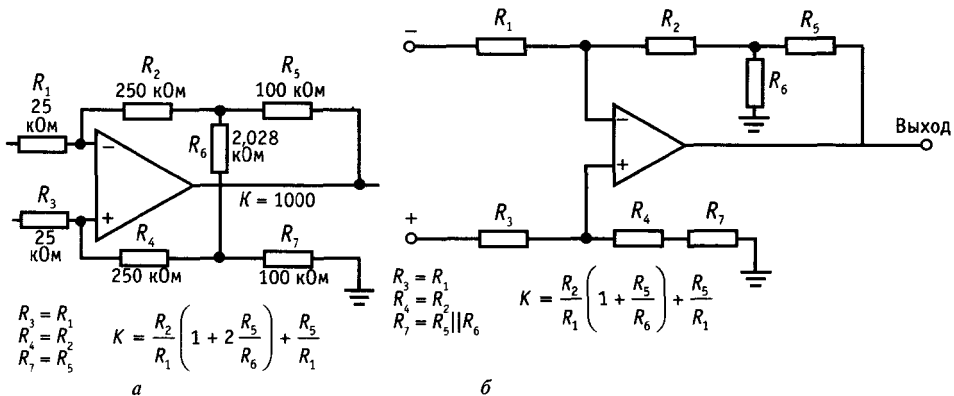 R₁
25
кОм
R₂
250 кОм
R₅
100 кОм
−
R₆
2,028
кОм
K = 1000
R₃
25
кОм
+
R₄
250 кОм
R₇
100 кОм
R₃ = R₁
R₄ = R₂
R₇ = R₅
K = R₂/R₁ (1 + 2 R₅/R₆) + R₅/R₁
а
−
R₁
R₂
R₅
R₆
−
+
Выход
+
R₃
R₄
R₇
R₃ = R₁
R₄ = R₂
R₇ = R₅||R₆
K = R₂/R₁ (1 + R₅/R₆) + R₅/R₁
б